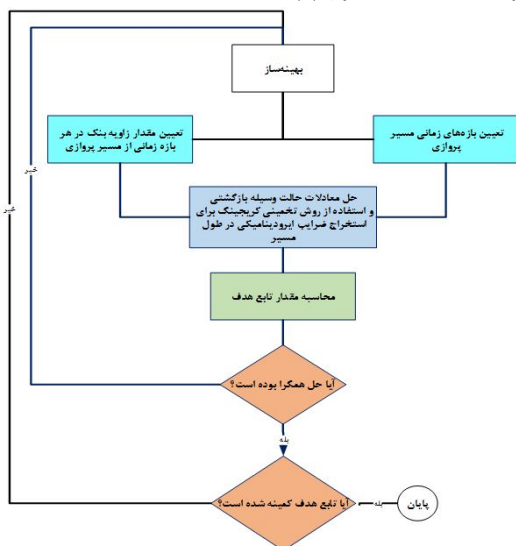 بهینه‌ساز
تعیین بازه‌های زمانی مسیر
پروازی
تعیین مقدار زاویه بنک در هر
بازه زمانی از مسیر پروازی
حل معادلات حالت وسیله بازگشتی
و استفاده از روش تخمینی کریجینگ برای
استخراج ضرایب ایرودینامیکی در طول
مسیر
محاسبه مقدار تابع هدف
آیا حل همگرا بوده است؟
خیر
بله
آیا تابع هدف کمینه شده است؟
خیر
بله
پایان